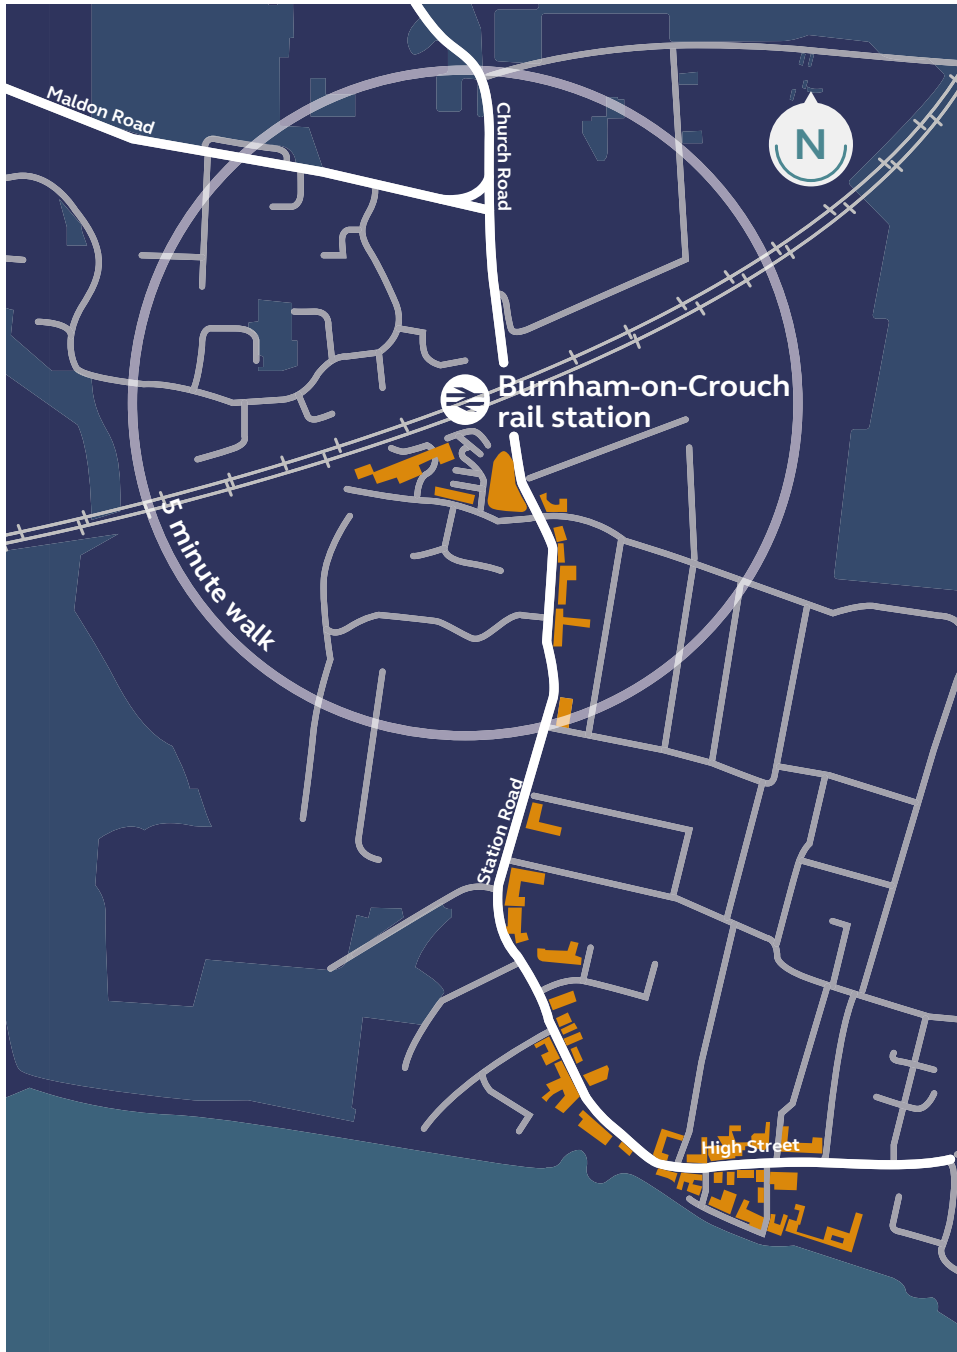 Maldon Road
Church Road
N
Burnham-on-Crouch
rail station
5 minute walk
Station Road
High Street